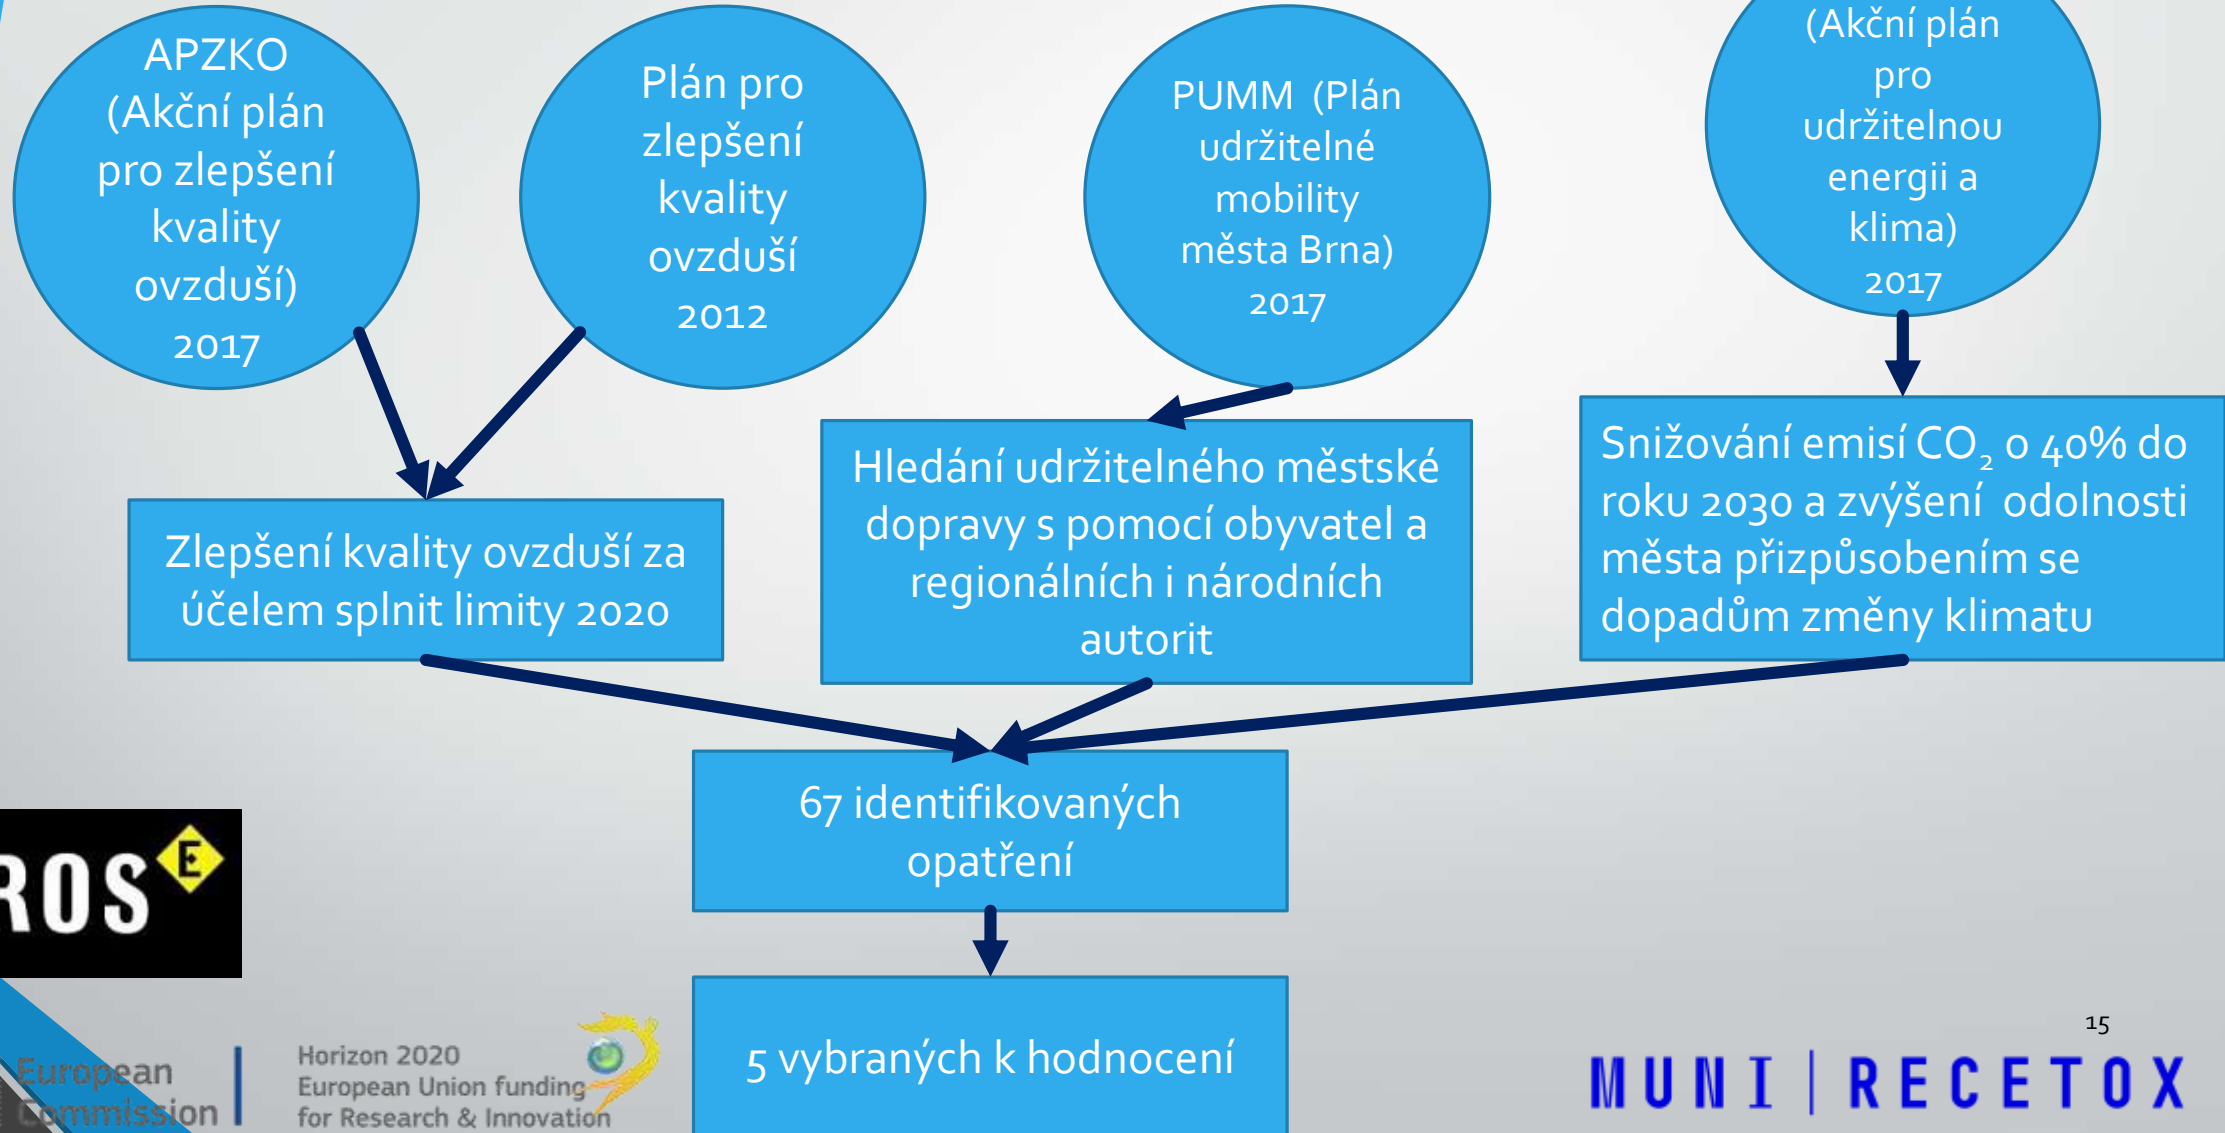 APZKO
(Akční plán
pro zlepšení
kvality
ovzduší)
2017
Plán pro
zlepšení
kvality
ovzduší
2012
PUMM (Plán
udržitelné
mobility
města Brna)
2017
(Akční plán
pro
udržitelnou
energii a
klima)
2017
Zlepšení kvality ovzduší za
účelem splnit limity 2020
Hledání udržitelného městské
dopravy s pomocí obyvatel a
regionálních i národních
autorit
Snižování emisí CO₂ o 40% do
roku 2030 a zvýšení odolnosti
města přizpůsobením se
dopadům změny klimatu
67 identifikovaných
opatření
5 vybraných k hodnocení
ROS E
European
Commission
Horizon 2020
European Union funding
for Research & Innovation
15
MUNI | RECETOX